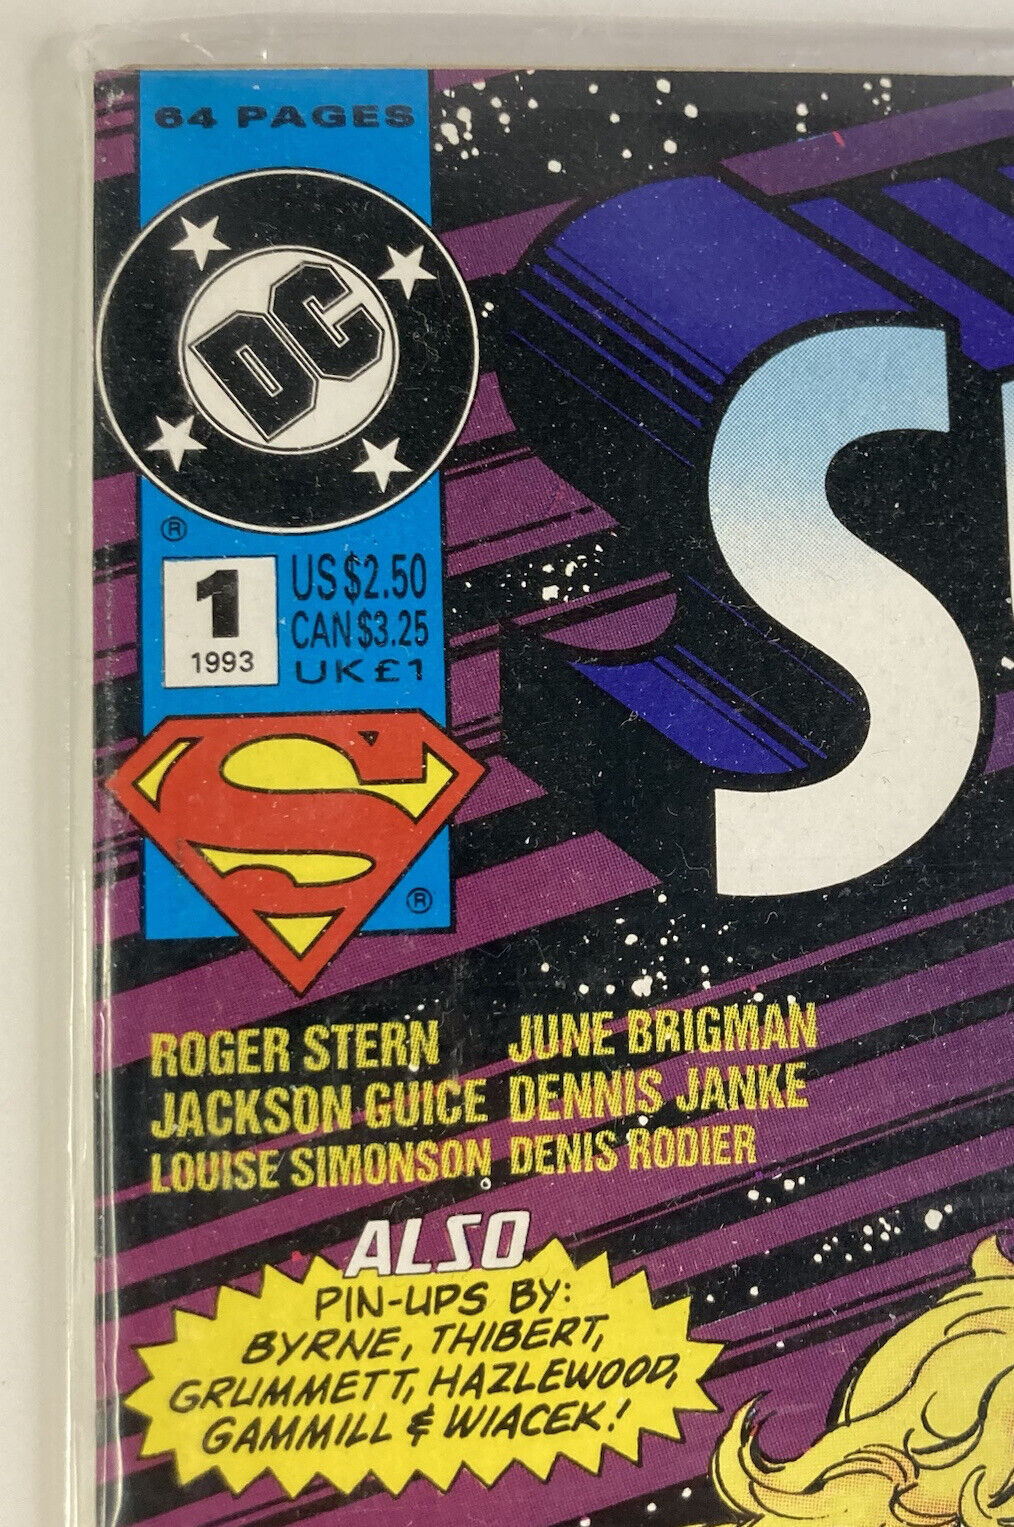 64 PAGES
DC
®
1
1993
US $2.50
CAN $3.25
UK £1
S
®
S
ROGER STERN
JACKSON GUICE
LOUISE SIMONSON
JUNE BRIGMAN
DENNIS JANKE
DENIS RODIER
ALSO
PIN-UPS BY:
BYRNE, THIBERT,
GRUMMETT, HAZLEWOOD,
GAMMILL & WIACEK!